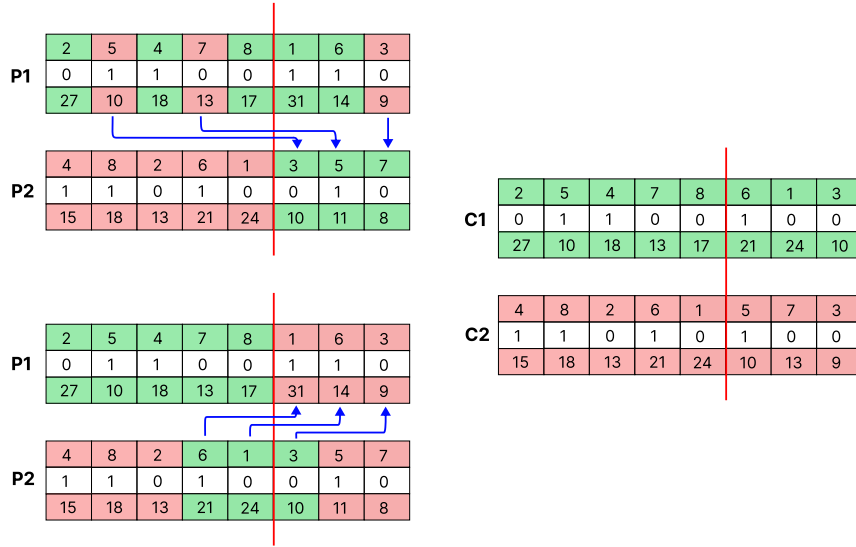 2 5 4 7 8 1 6 3
P1 0 1 1 0 0 1 1 0
27 10 18 13 17 31 14 9
4 8 2 6 1 3 5 7
P2 1 1 0 1 0 0 1 0
15 18 13 21 24 10 11 8
2 5 4 7 8 6 1 3
C1 0 1 1 0 0 1 0 0
27 10 18 13 17 21 24 10
4 8 2 6 1 5 7 3
C2 1 1 0 1 0 1 0 0
15 18 13 21 24 10 13 9
2 5 4 7 8 1 6 3
P1 0 1 1 0 0 1 1 0
27 10 18 13 17 31 14 9
4 8 2 6 1 3 5 7
P2 1 1 0 1 0 0 1 0
15 18 13 21 24 10 11 8